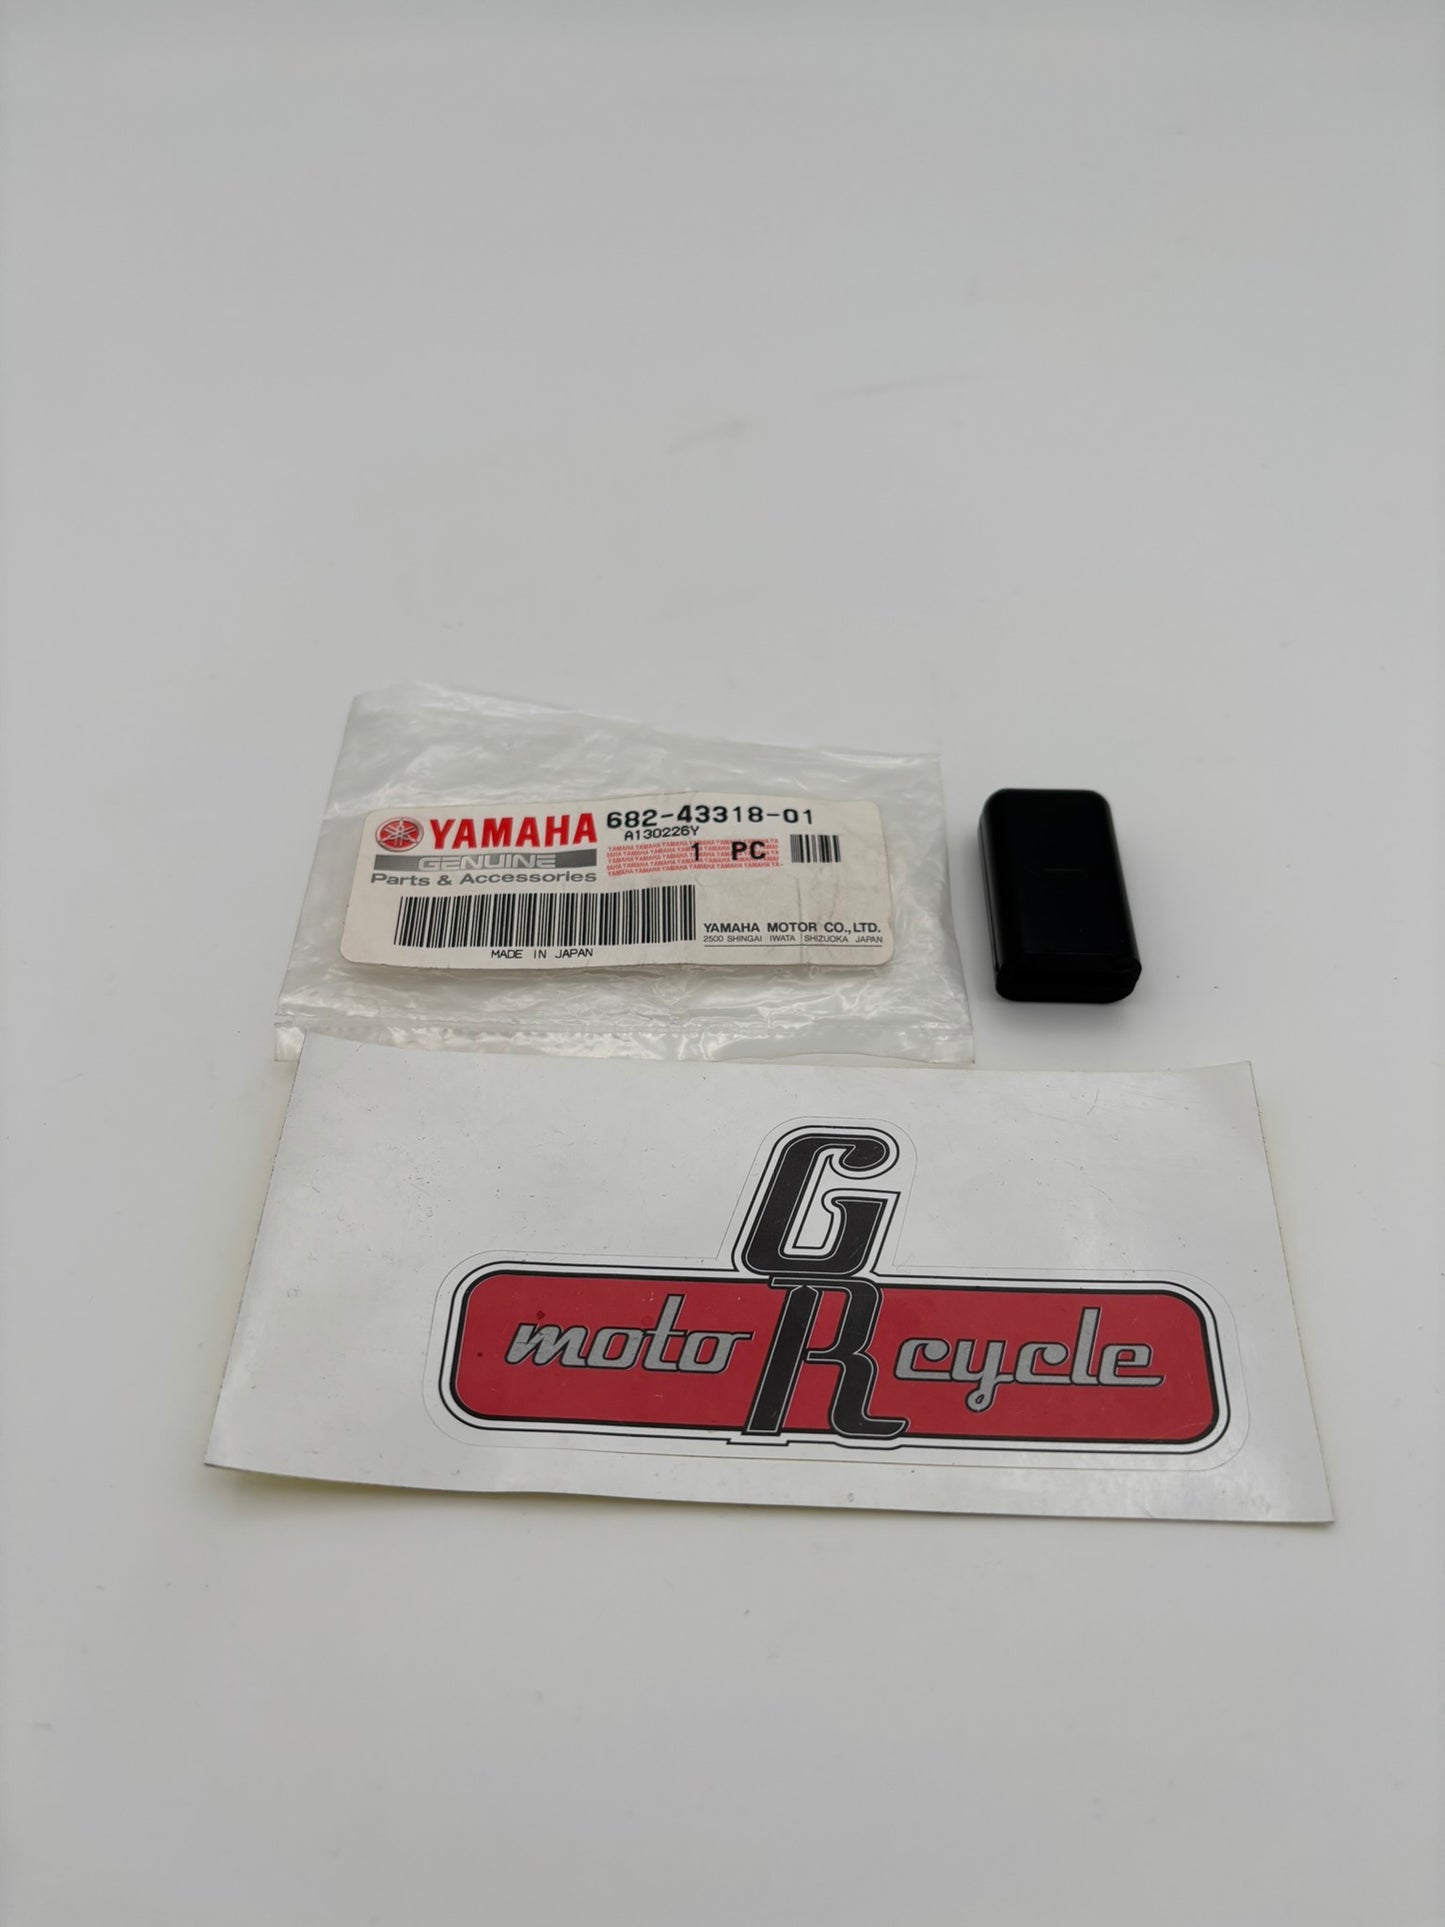 YAMAHA 682-43318-01
A130226Y
GENUINE 1 PC
Parts & Accessories
YAMAHA MOTOR CO.,LTD.
2500 SHINGAI IWATA SHIZUOKA JAPAN
MADE IN JAPAN
G
moto R cycle